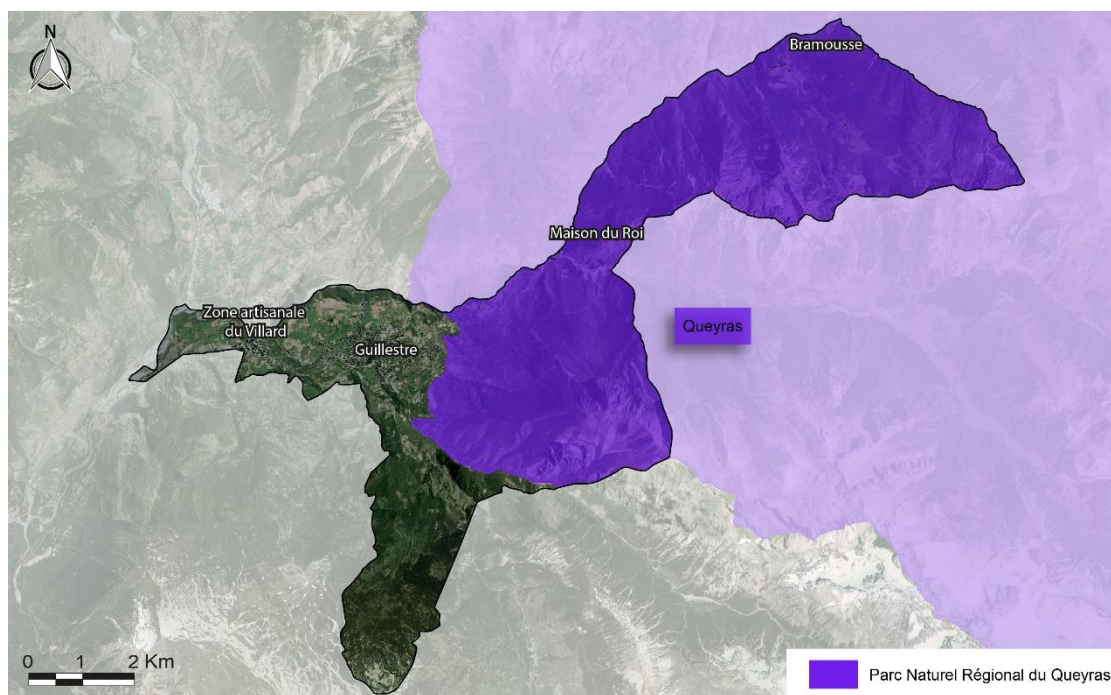 N
Bramousse
Maison du Roi
Zone artisanale
du Villard
Queyras
Guillestre
0 1 2 Km
Parc Naturel Régional du Queyras